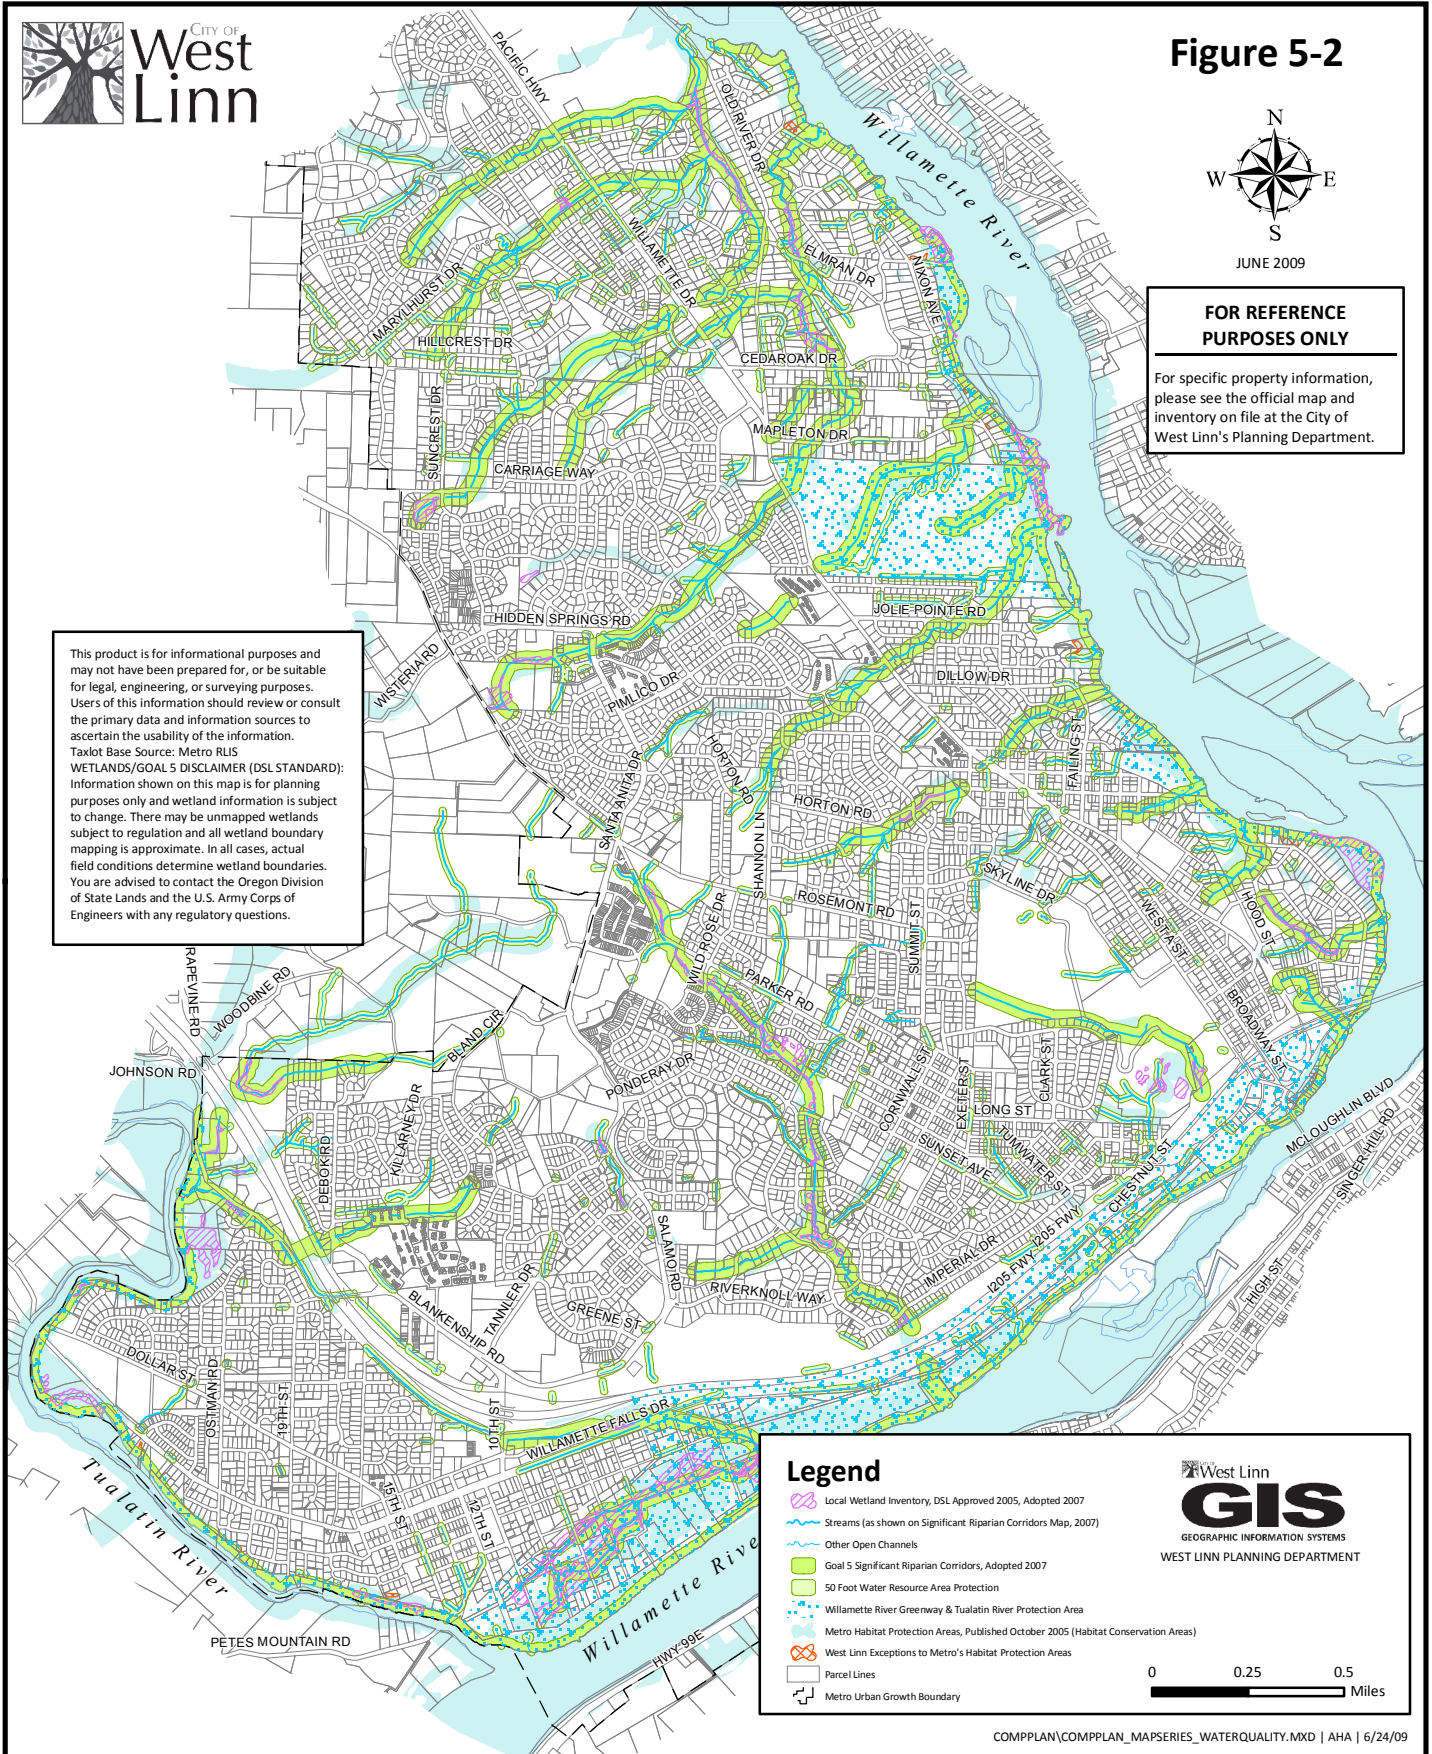 CITY OF
West
Linn
Figure 5-2
N
W E
S
JUNE 2009
FOR REFERENCE
PURPOSES ONLY
For specific property information,
please see the official map and
inventory on file at the City of
West Linn's Planning Department.
PACIFIC HWY
OLD RIVER DR
Willamette River
WILLAMETTE DR
ELMRAN DR
NIXON AVE
MARYLHURST DR
HILLCREST DR
CEDAROAK DR
SUNCREST DR
MAPLETON DR
CARRIAGE WAY
HIDDEN SPRINGS RD
JOLIE POINTE RD
WISTERIA RD
PIMLICO DR
DILLOW DR
This product is for informational purposes and
may not have been prepared for, or be suitable
for legal, engineering, or surveying purposes.
Users of this information should review or consult
the primary data and information sources to
ascertain the usability of the information.
Taxlot Base Source: Metro RLIS
WETLANDS/GOAL 5 DISCLAIMER (DSL STANDARD):
Information shown on this map is for planning
purposes only and wetland information is subject
to change. There may be unmapped wetlands
subject to regulation and all wetland boundary
mapping is approximate. In all cases, actual
field conditions determine wetland boundaries.
You are advised to contact the Oregon Division
of State Lands and the U.S. Army Corps of
Engineers with any regulatory questions.
SANTA ANITA DR
HORTON RD
FAILING ST
HORTON RD
SHANNON LN
SKYLINE DR
ROSEMONT RD
SUMMIT ST
WEST A ST
HOOD ST
WILD ROSE DR
PARKER RD
BROADWAY ST
RAPEVINE RD
WOODBINE RD
BLAND CIR
JOHNSON RD
PONDERAY DR
CORNWALL ST
EXETER ST
CLARK ST
LONG ST
KILLARNEY DR
DEBOK RD
SUNSET AVE
TUMWATER ST
CHESTNUT ST
MCLOUGHLIN BLVD
SINGER HILL RD
HIGH ST
SALAMO RD
IMPERIAL DR
I205 FWY
I205 FWY
RIVERKNOLL WAY
TANNLER DR
GREENE ST
BLANKENSHIP RD
DOLLAR ST
OSTMAN RD
19TH ST
10TH ST
WILLAMETTE FALLS DR
15TH ST
12TH ST
Tualatin River
PETES MOUNTAIN RD
Willamette Rive
HWY 99E
Legend
Local Wetland Inventory, DSL Approved 2005, Adopted 2007
Streams (as shown on Significant Riparian Corridors Map, 2007)
Other Open Channels
Goal 5 Significant Riparian Corridors, Adopted 2007
50 Foot Water Resource Area Protection
Willamette River Greenway & Tualatin River Protection Area
Metro Habitat Protection Areas, Published October 2005 (Habitat Conservation Areas)
West Linn Exceptions to Metro's Habitat Protection Areas
Parcel Lines
Metro Urban Growth Boundary
CITY OF
West Linn
GIS
GEOGRAPHIC INFORMATION SYSTEMS
WEST LINN PLANNING DEPARTMENT
0 0.25 0.5
Miles
COMPPLAN\COMPPLAN_MAPSERIES_WATERQUALITY.MXD | AHA | 6/24/09